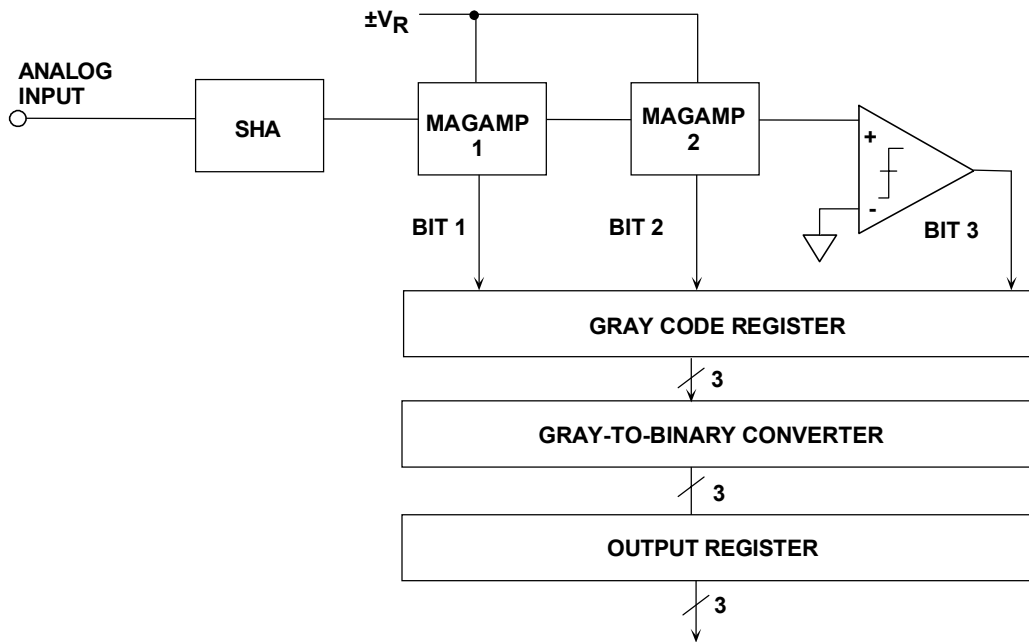 ±VR
ANALOG
INPUT
SHA
MAGAMP
1
MAGAMP
2
+
-
BIT 1
BIT 2
BIT 3
GRAY CODE REGISTER
3
GRAY-TO-BINARY CONVERTER
3
OUTPUT REGISTER
3